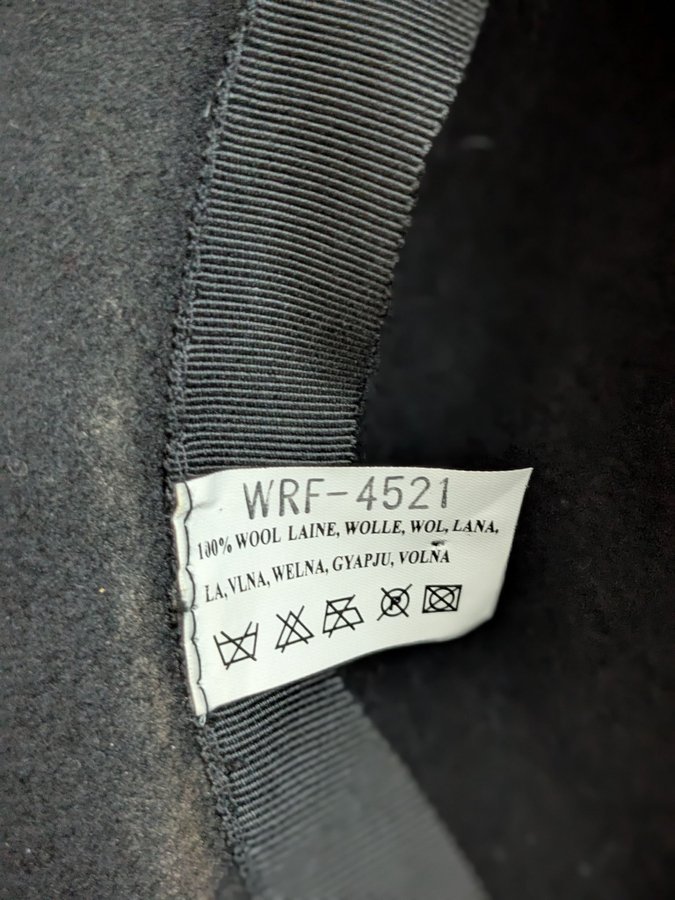 WRF-4521
100% WOOL LAINE, WOLLE, WOL, LANA,
LA, VLNA, WELNA, GYAPJU, VOLNA